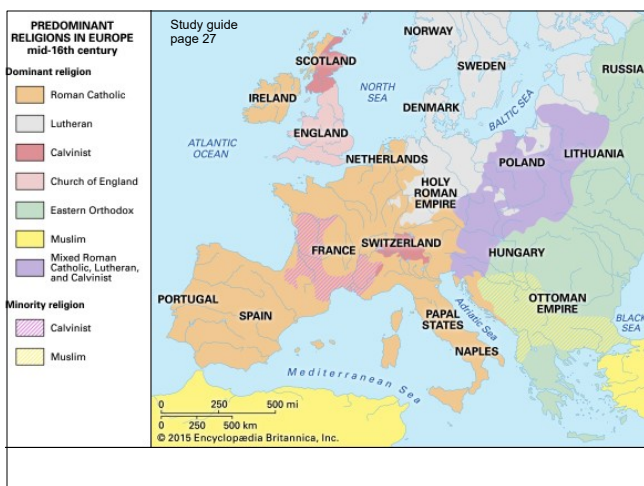 PREDOMINANT
RELIGIONS IN EUROPE
mid-16th century
Dominant religion
Roman Catholic
Lutheran
Calvinist
Church of England
Eastern Orthodox
Muslim
Mixed Roman
Catholic, Lutheran,
and Calvinist
Minority religion
Calvinist
Muslim
Study guide
page 27
NORWAY
SCOTLAND
SWEDEN
RUSSIA
NORTH
SEA
IRELAND
DENMARK
BALTIC SEA
ENGLAND
ATLANTIC
OCEAN
NETHERLANDS
POLAND
LITHUANIA
HOLY
ROMAN
EMPIRE
FRANCE
SWITZERLAND
HUNGARY
PORTUGAL
SPAIN
PAPAL
STATES
Adriatic Sea
OTTOMAN
EMPIRE
BLACK
SEA
NAPLES
Mediterranean Sea
0 250 500 mi
0 250 500 km
© 2015 Encyclopædia Britannica, Inc.